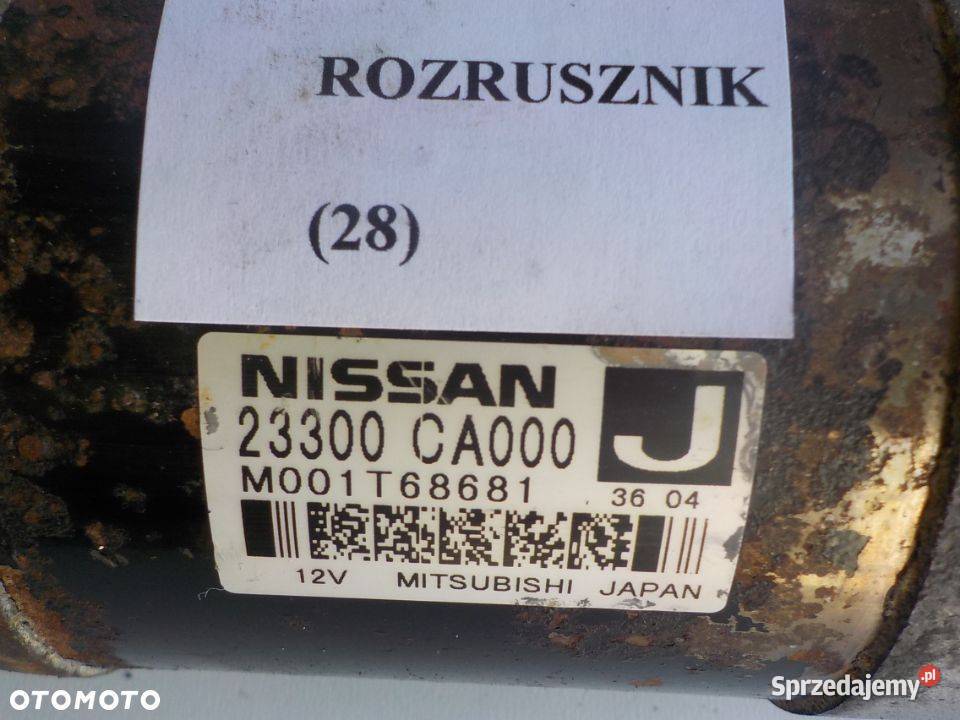 ROZRUSZNIK
(28)
NISSAN
23300 CA000
J
M001T68681
36 04
12V MITSUBISHI JAPAN
OTOMOTO
Sprzedajemy.pl